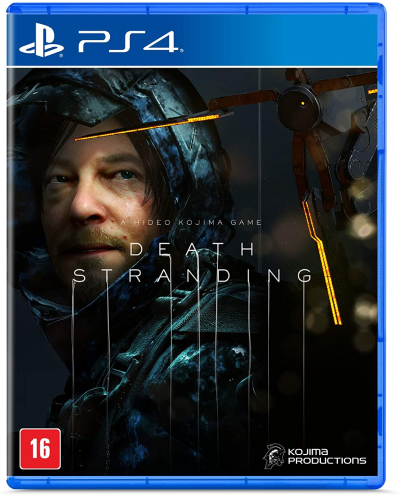 PS4
A HIDEO KOJIMA GAME
DEATH
STRANDING
16
KOJIMA
PRODUCTIONS